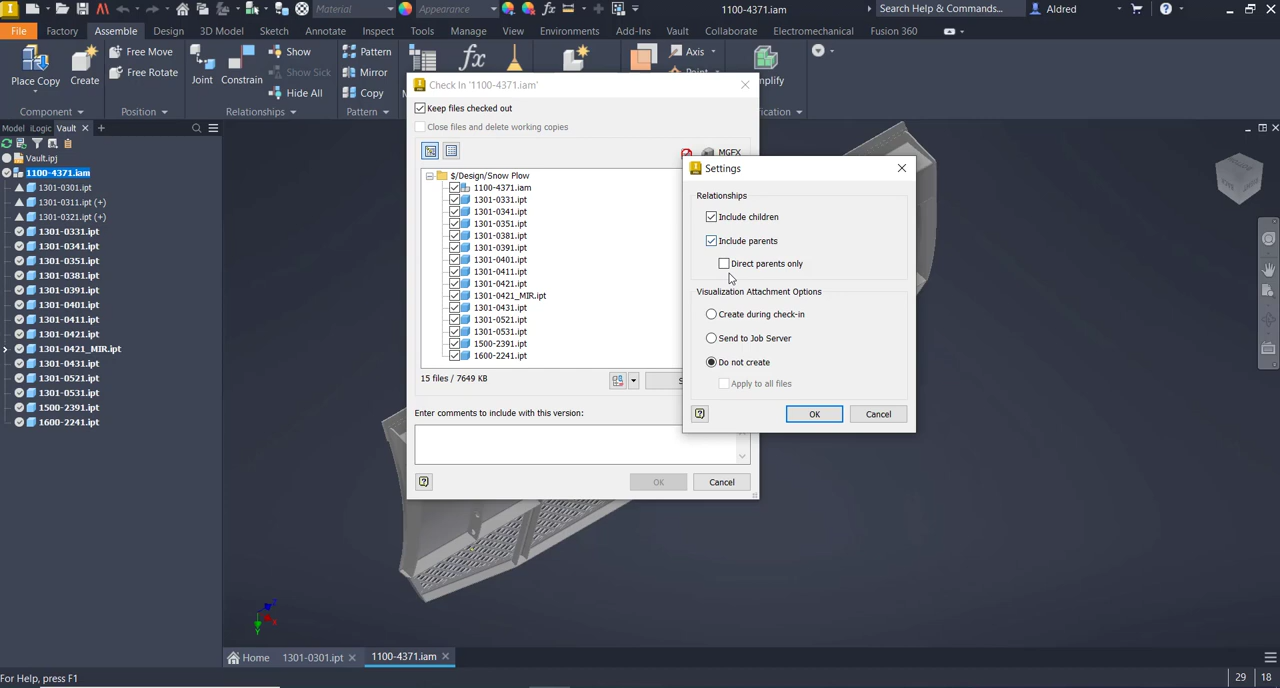 Material
Appearance
1100-4371.iam
Search Help & Commands...
Aldred
File Factory Assemble Design 3D Model Sketch Annotate Inspect Tools Manage View Environments Add-Ins Vault Collaborate Electromechanical Fusion 360
Place Copy
Create
Free Move
Free Rotate
Joint
Constrain
Show
Show Sick
Hide All
Pattern
Mirror
Copy
Axis
Component
Position
Relationships
Pattern
Model iLogic Vault
Vault.ipj
1100-4371.iam
1301-0301.ipt
1301-0311.ipt (+)
1301-0321.ipt (+)
1301-0331.ipt
1301-0341.ipt
1301-0351.ipt
1301-0381.ipt
1301-0391.ipt
1301-0401.ipt
1301-0411.ipt
1301-0421.ipt
1301-0421_MIR.ipt
1301-0431.ipt
1301-0521.ipt
1301-0531.ipt
1500-2391.ipt
1600-2241.ipt
Check In '1100-4371.iam'
Keep files checked out
Close files and delete working copies
MGFX
$/Design/Snow Plow
1100-4371.iam
1301-0331.ipt
1301-0341.ipt
1301-0351.ipt
1301-0381.ipt
1301-0391.ipt
1301-0401.ipt
1301-0411.ipt
1301-0421.ipt
1301-0421_MIR.ipt
1301-0431.ipt
1301-0521.ipt
1301-0531.ipt
1500-2391.ipt
1600-2241.ipt
15 files / 7649 KB
Enter comments to include with this version:
OK
Cancel
Settings
Relationships
Include children
Include parents
Direct parents only
Visualization Attachment Options
Create during check-in
Send to Job Server
Do not create
Apply to all files
OK
Cancel
Home
1301-0301.ipt
1100-4371.iam
For Help, press F1
29
18